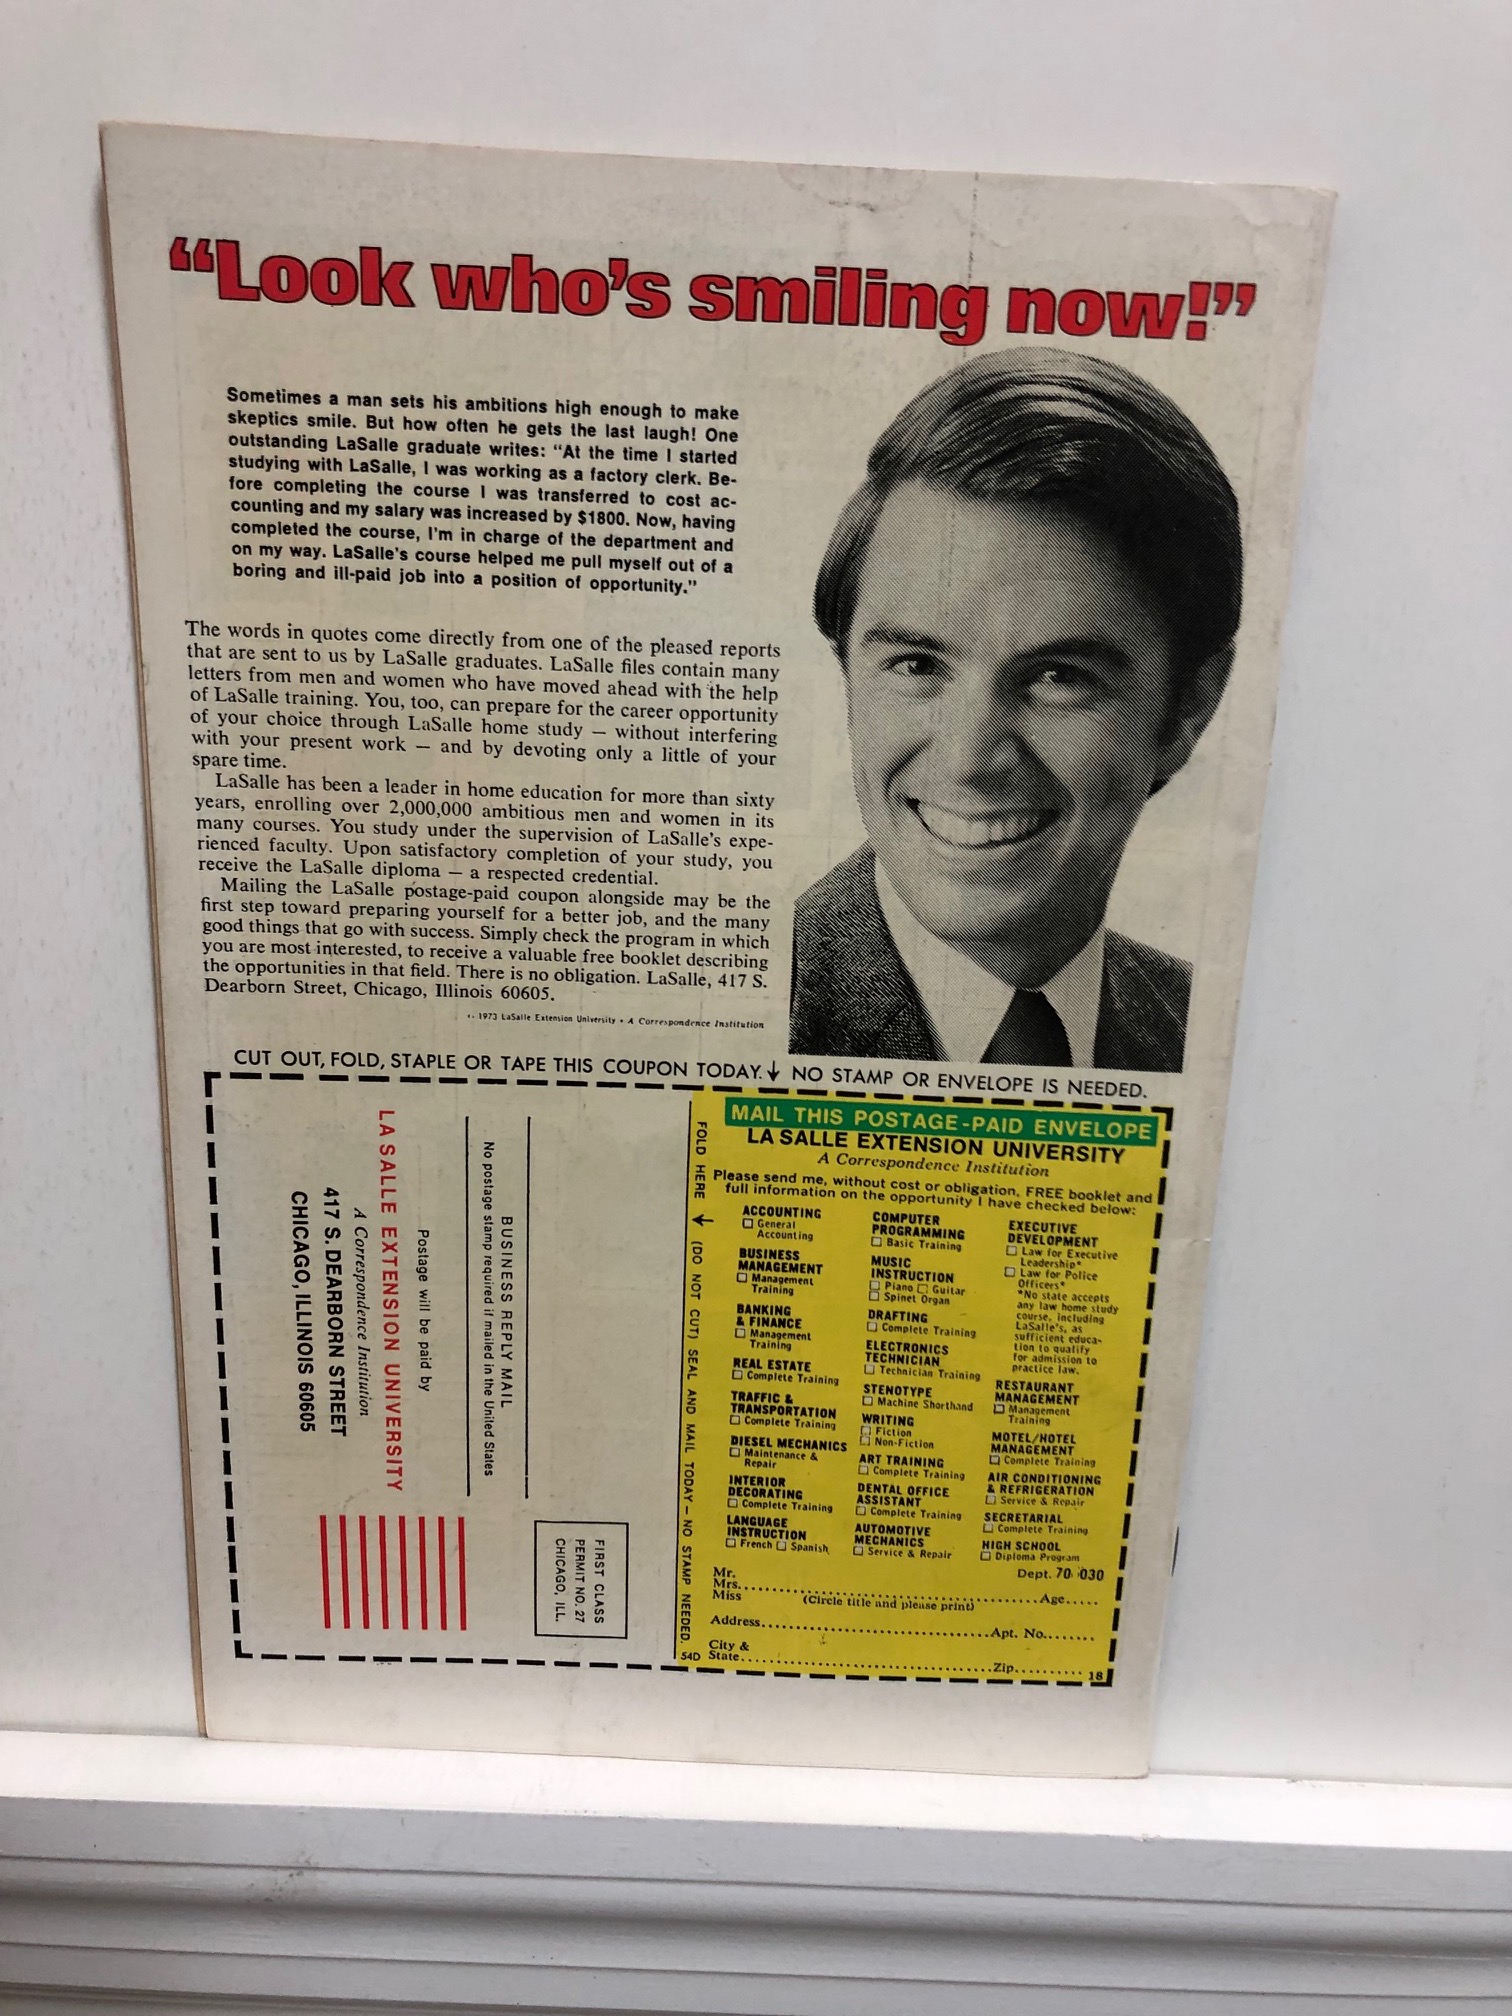 “Look who's smiling now!”
Sometimes a man sets his ambitions high enough to make
skeptics smile. But how often he gets the last laugh! One
outstanding LaSalle graduate writes: “At the time I started
studying with LaSalle, I was working as a factory clerk. Be-
fore completing the course I was transferred to cost ac-
counting and my salary was increased by $1800. Now, having
completed the course, I'm in charge of the department and
on my way. LaSalle's course helped me pull myself out of a
boring and ill-paid job into a position of opportunity.”
The words in quotes come directly from one of the pleased reports
that are sent to us by LaSalle graduates. LaSalle files contain many
letters from men and women who have moved ahead with the help
of LaSalle training. You, too, can prepare for the career opportunity
of your choice through LaSalle home study — without interfering
with your present work — and by devoting only a little of your
spare time.
LaSalle has been a leader in home education for more than sixty
years, enrolling over 2,000,000 ambitious men and women in its
many courses. You study under the supervision of LaSalle's expe-
rienced faculty. Upon satisfactory completion of your study, you
receive the LaSalle diploma — a respected credential.
Mailing the LaSalle postage-paid coupon alongside may be the
first step toward preparing yourself for a better job, and the many
good things that go with success. Simply check the program in which
you are most interested, to receive a valuable free booklet describing
the opportunities in that field. There is no obligation. LaSalle, 417 S.
Dearborn Street, Chicago, Illinois 60605.
1973 LaSalle Extension University • A Correspondence Institution
CUT OUT, FOLD, STAPLE OR TAPE THIS COUPON TODAY. ↓ NO STAMP OR ENVELOPE IS NEEDED.
FIRST CLASS
PERMIT NO. 27
CHICAGO, ILL.
BUSINESS REPLY MAIL
No postage stamp required if mailed in the United States
Postage will be paid by
LA SALLE EXTENSION UNIVERSITY
A Correspondence Institution
417 S. DEARBORN STREET
CHICAGO, ILLINOIS 60605
FOLD HERE ↓ (DO NOT CUT) SEAL AND MAIL TODAY — NO STAMP NEEDED.
54D
MAIL THIS POSTAGE-PAID ENVELOPE
LA SALLE EXTENSION UNIVERSITY
A Correspondence Institution
Please send me, without cost or obligation, FREE booklet and
full information on the opportunity I have checked below:
ACCOUNTING
☐ General
Accounting
BUSINESS
MANAGEMENT
☐ Management
Training
BANKING
& FINANCE
☐ Management
Training
REAL ESTATE
☐ Complete Training
TRAFFIC &
TRANSPORTATION
☐ Complete Training
DIESEL MECHANICS
☐ Maintenance &
Repair
INTERIOR
DECORATING
☐ Complete Training
LANGUAGE
INSTRUCTION
☐ French ☐ Spanish
COMPUTER
PROGRAMMING
☐ Basic Training
MUSIC
INSTRUCTION
☐ Piano ☐ Guitar
☐ Spinet Organ
DRAFTING
☐ Complete Training
ELECTRONICS
TECHNICIAN
☐ Technician Training
STENOTYPE
☐ Machine Shorthand
WRITING
☐ Fiction
☐ Non-Fiction
ART TRAINING
☐ Complete Training
DENTAL OFFICE
ASSISTANT
☐ Complete Training
AUTOMOTIVE
MECHANICS
☐ Service & Repair
EXECUTIVE
DEVELOPMENT
☐ Law for Executive
Leadership*
☐ Law for Police
Officers*
*No state accepts
any law home study
course, including
LaSalle's, as
sufficient educa-
tion to qualify
for admission to
practice law.
RESTAURANT
MANAGEMENT
☐ Management
Training
MOTEL/HOTEL
MANAGEMENT
☐ Complete Training
AIR CONDITIONING
& REFRIGERATION
☐ Service & Repair
SECRETARIAL
☐ Complete Training
HIGH SCHOOL
☐ Diploma Program
Dept. 70-030
Mr.
Mrs. Age
Miss (Circle title and please print)
Address Apt. No.
City &
State Zip
18